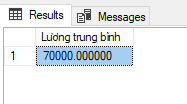 Results Messages
Lương trung bình
1 70000.000000